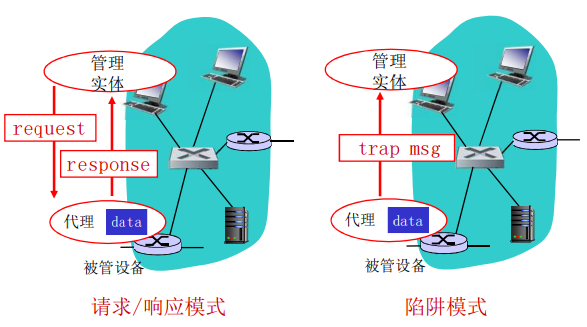 管理
实体
request
response
代理
data
被管设备
请求/响应模式
管理
实体
trap msg
代理
data
被管设备
陷阱模式